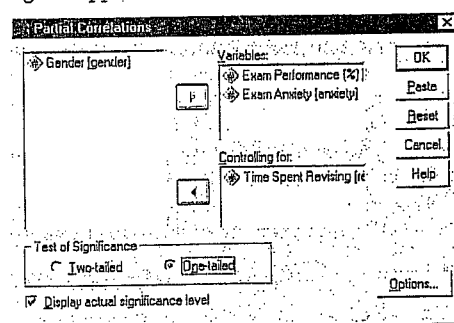 Partial Correlations
Gender [gender]
Variables:
Exam Performance (%) [
Exam Anxiety [anxiety]
Controlling for:
Time Spent Revising [re
OK
Paste
Reset
Cancel
Help
Test of Significance
Two-tailed
One-tailed
Display actual significance level
Options...